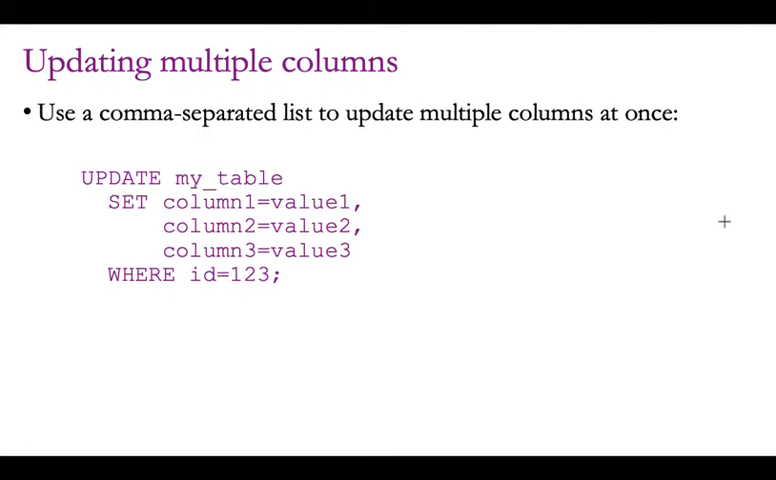 Updating multiple columns
• Use a comma-separated list to update multiple columns at once:
UPDATE my_table
SET column1=value1,
column2=value2,
column3=value3
WHERE id=123;